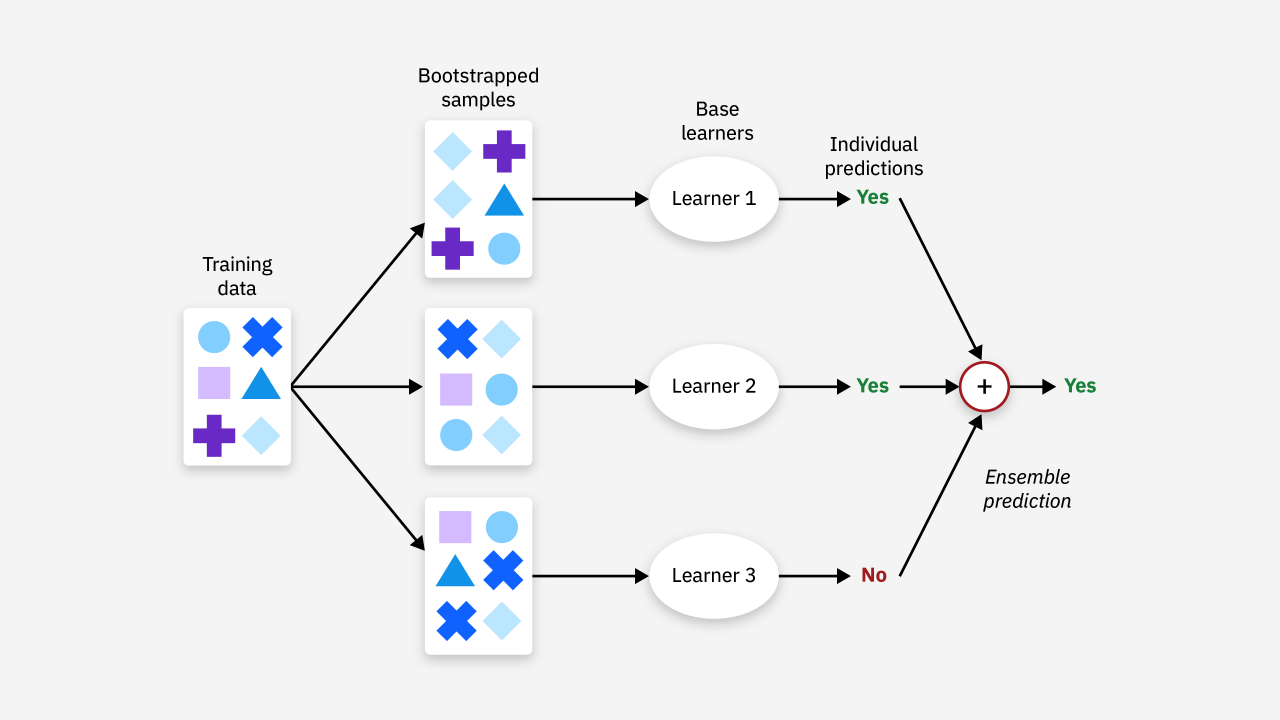 Bootstrapped
samples
Base
learners
Individual
predictions
Learner 1
Yes
Training
data
Learner 2
Yes
+
Yes
Ensemble
prediction
Learner 3
No